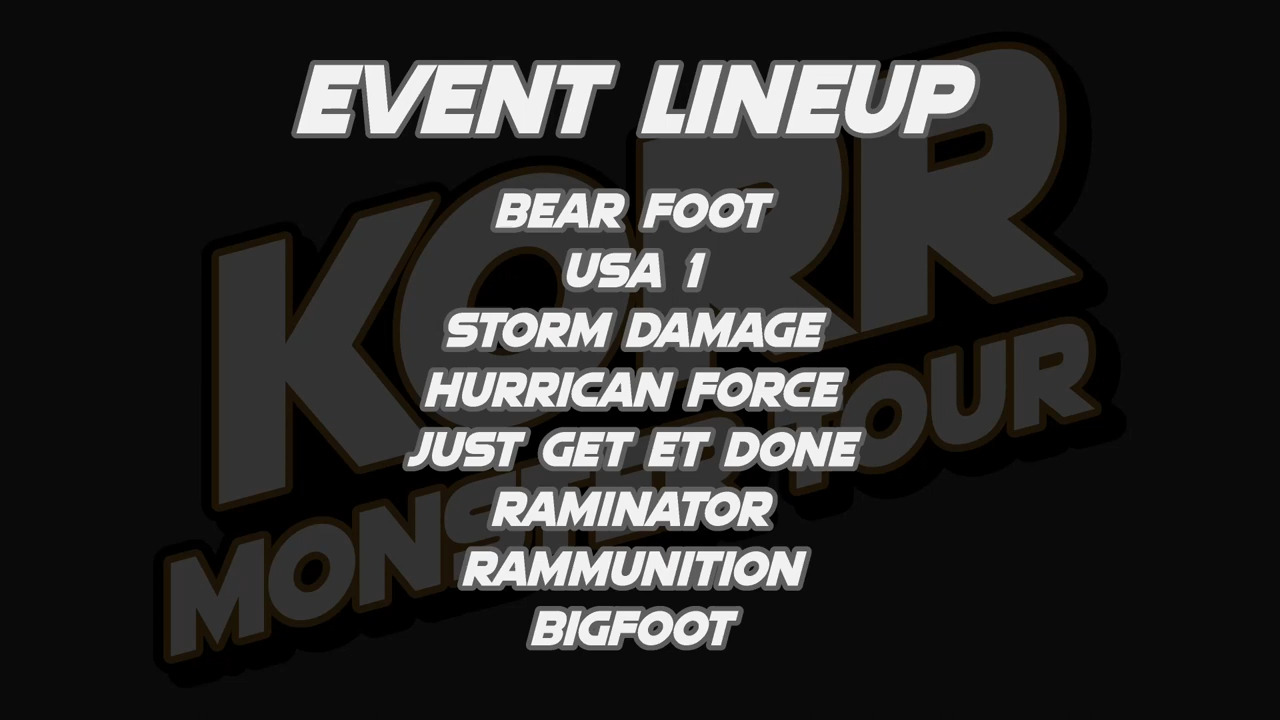 EVENT LINEUP
BEAR FOOT
USA 1
STORM DAMAGE
HURRICAN FORCE
JUST GET ET DONE
RAMINATOR
RAMMUNITION
BIGFOOT
KORR
MONSTER TOUR